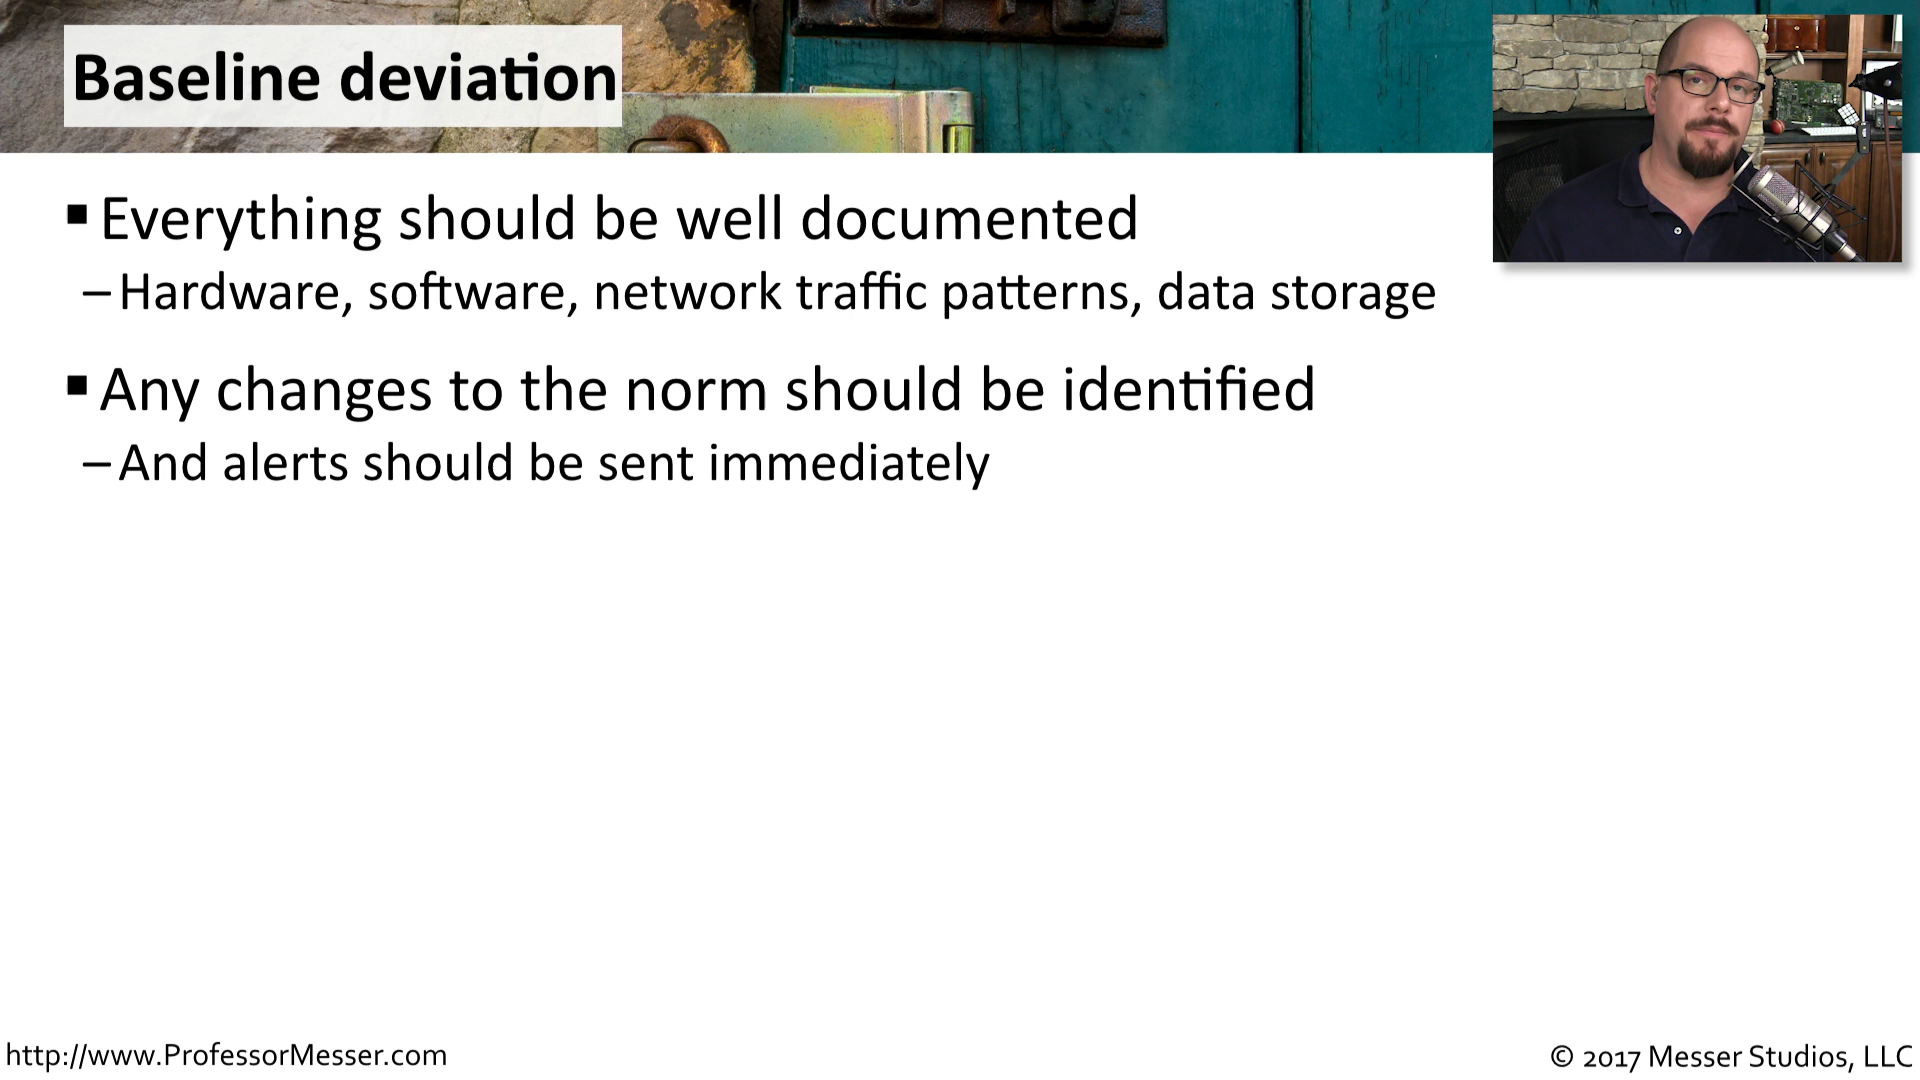 Baseline deviation
▪ Everything should be well documented
– Hardware, software, network traffic patterns, data storage
▪ Any changes to the norm should be identified
– And alerts should be sent immediately
http://www.ProfessorMesser.com
© 2017 Messer Studios, LLC